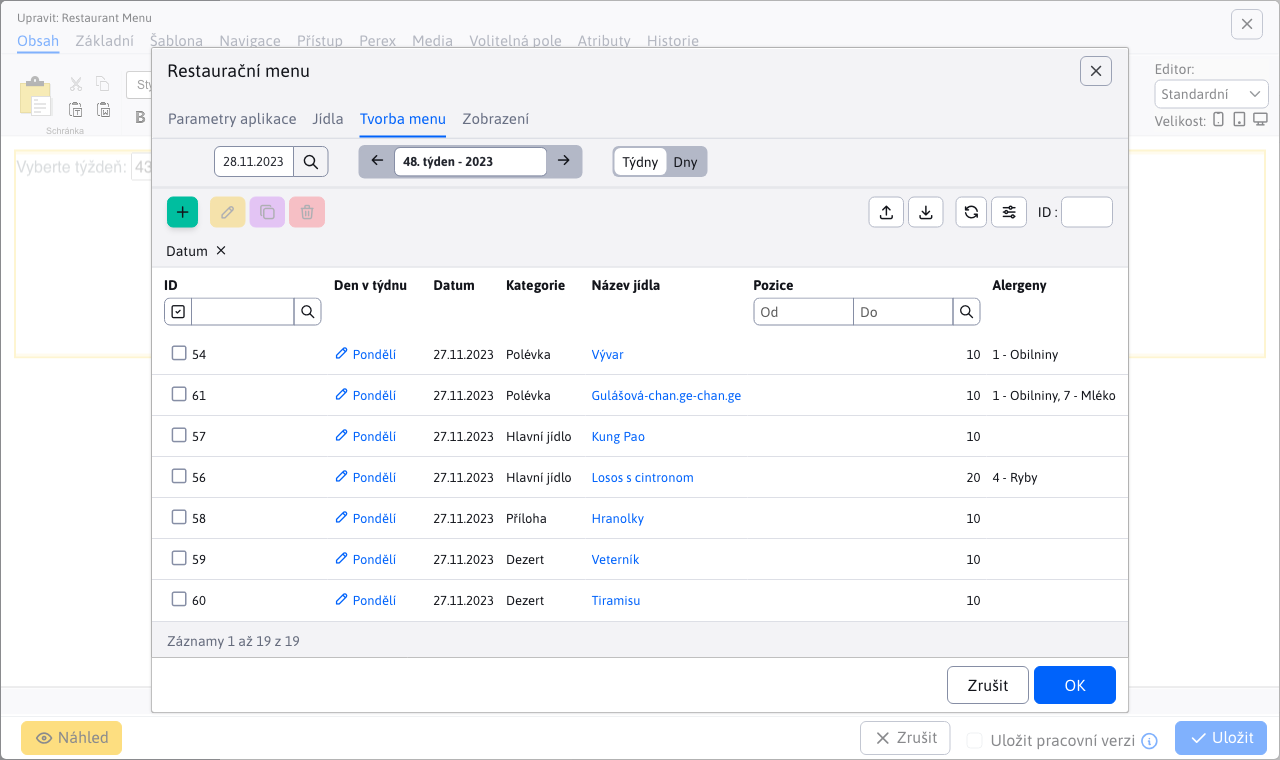 Upravit: Restaurant Menu
Obsah Základní Šablona Navigace Přístup Perex Media Volitelná pole Atributy Historie
Editor:
Standardní
Velikost:
Schránka
B
Vyberte týždeň: 43
Restaurační menu
Parametry aplikace Jídla Tvorba menu Zobrazení
28.11.2023 48. týden - 2023 Týdny Dny
ID :
Datum
ID Den v týdnu Datum Kategorie Název jídla Pozice Alergeny
Od Do
54 Pondělí 27.11.2023 Polévka Vývar 10 1 - Obilniny
61 Pondělí 27.11.2023 Polévka Gulášová-chan.ge-chan.ge 10 1 - Obilniny, 7 - Mléko
57 Pondělí 27.11.2023 Hlavní jídlo Kung Pao 10
56 Pondělí 27.11.2023 Hlavní jídlo Losos s cintronom 20 4 - Ryby
58 Pondělí 27.11.2023 Příloha Hranolky 10
59 Pondělí 27.11.2023 Dezert Veterník 10
60 Pondělí 27.11.2023 Dezert Tiramisu 10
Záznamy 1 až 19 z 19
Zrušit OK
Náhled Zrušit Uložit pracovní verzi Uložit